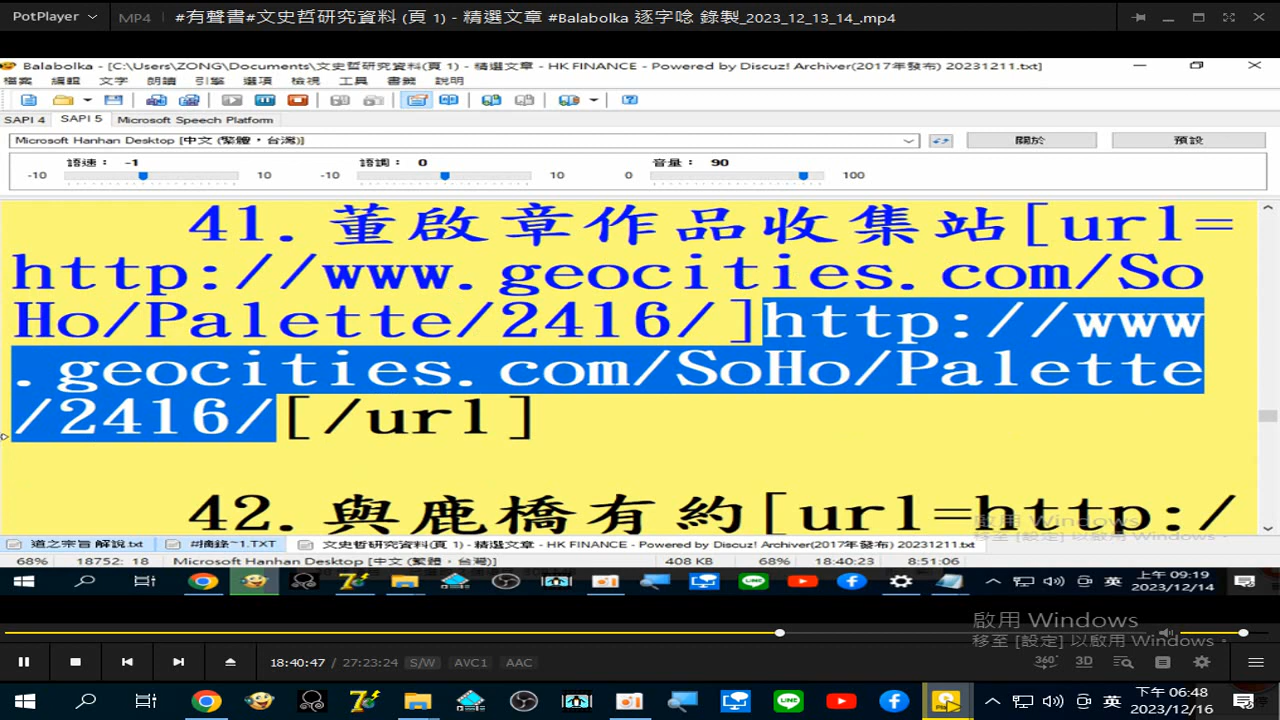 PotPlayer MP4 #有聲書#文史哲研究資料 (頁 1) - 精選文章 #Balabolka 逐字唸 錄製_2023_12_13_14_.mp4
Balabolka - [C:\Users\ZONG\Documents\文史哲研究資料(頁 1) - 精選文章 - HK FINANCE - Powered by Discuz! Archiver(2017年發布) 20231211.txt]
檔案 編輯 文字 朗讀 引擎 選項 檢視 工具 書籤 說明
SAPI 4 SAPI 5 Microsoft Speech Platform
Microsoft Hanhan Desktop [中文 (繁體，台灣)] 關於 預設
語速： -1 語調： 0 音量： 90
-10 10 -10 10 0 100
41. 董啟章作品收集站[url=
http://www.geocities.com/So
Ho/Palette/2416/]http://www
.geocities.com/SoHo/Palette
/2416/[/url]
42. 與鹿橋有約[url=http:/
啟用 Windows
移至 [設定] 以啟用 Windows。
道之宗旨 解說.txt #摘錄~1.TXT 文史哲研究資料(頁 1) - 精選文章 - HK FINANCE - Powered by Discuz! Archiver(2017年發布) 20231211.txt
68% 18752: 18 Microsoft Hanhan Desktop [中文 (繁體，台灣)] 408 KB 68% 18:40:23 8:51:06
英 上午 09:19
2023/12/14
啟用 Windows
移至 [設定] 以啟用 Windows。
18:40:47 / 27:23:24 S/W AVC1 AAC 360° 3D
英 下午 06:48
2023/12/16